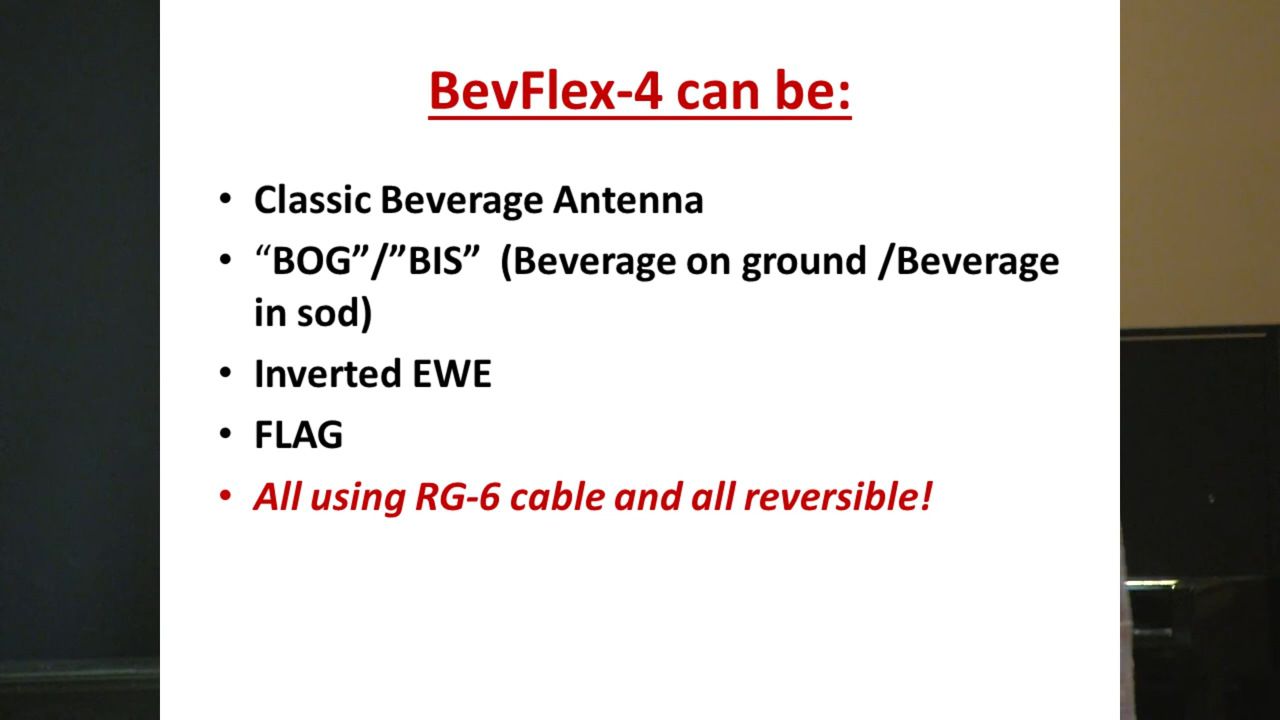 BevFlex-4 can be:
• Classic Beverage Antenna
• “BOG”/”BIS” (Beverage on ground /Beverage
in sod)
• Inverted EWE
• FLAG
• All using RG-6 cable and all reversible!